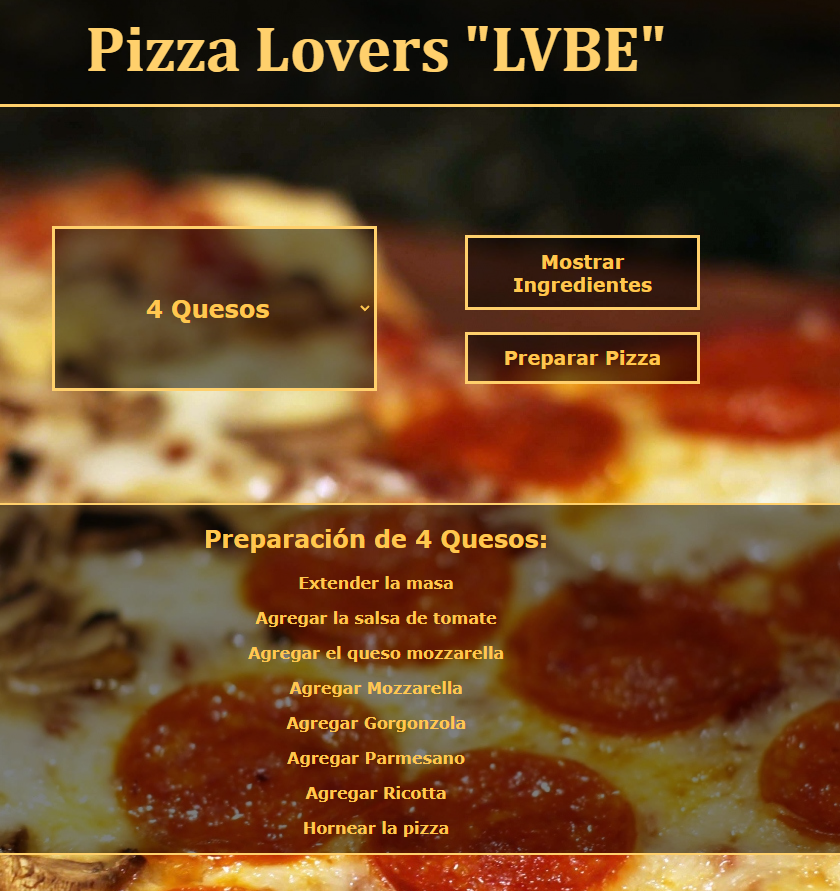 Pizza Lovers "LVBE"
4 Quesos
Mostrar
Ingredientes
Preparar Pizza
Preparación de 4 Quesos:
Extender la masa
Agregar la salsa de tomate
Agregar el queso mozzarella
Agregar Mozzarella
Agregar Gorgonzola
Agregar Parmesano
Agregar Ricotta
Hornear la pizza